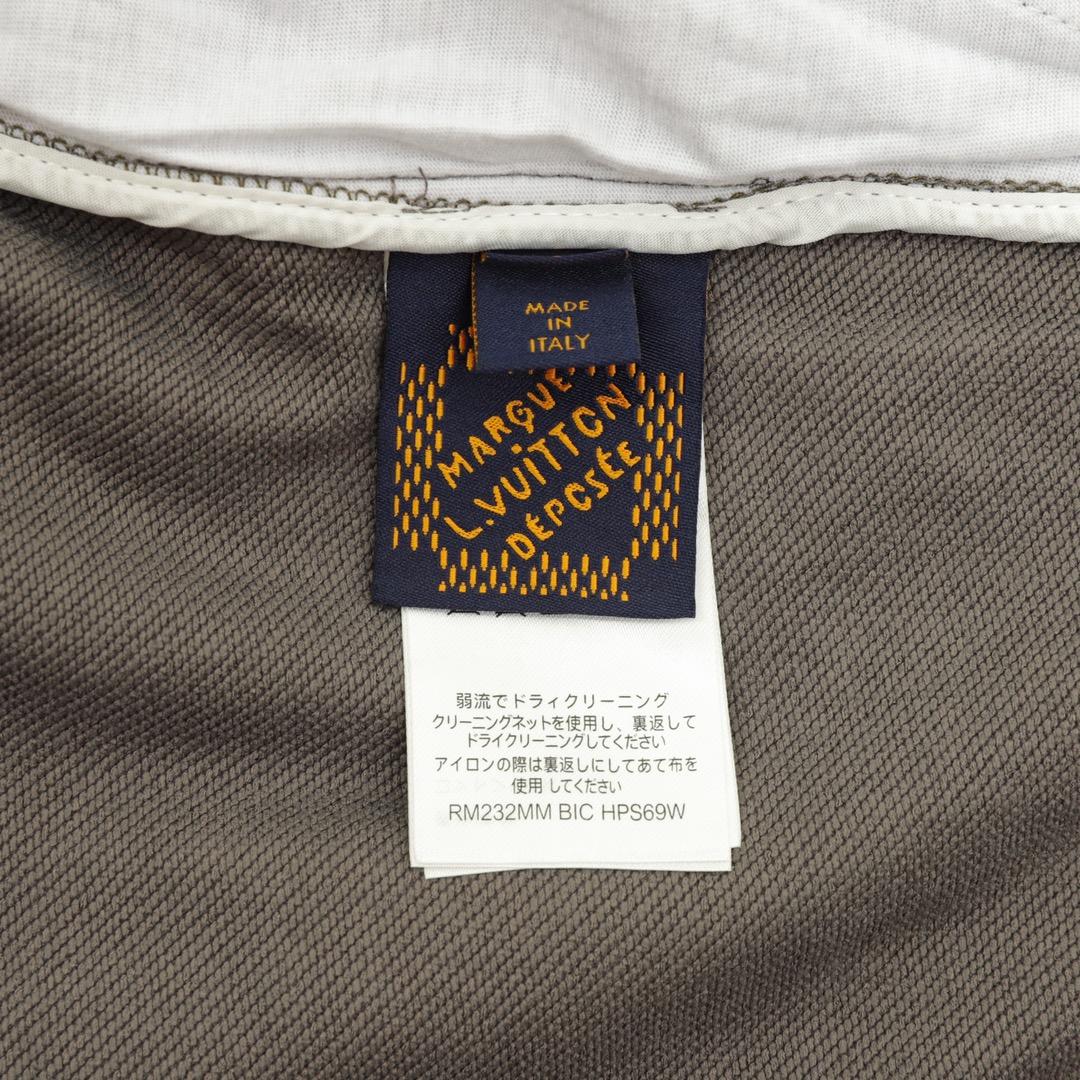 MADE
IN
ITALY
MARQUE
L.VUITTON
DÉPOSÉE
弱流でドラィクリーニング
クリーニングネットを使用し、裏返して
ドライクリーニングしてください
アイロンの際は裏返しにしてあて布を
使用 してください
RM232MM BIC HPS69W